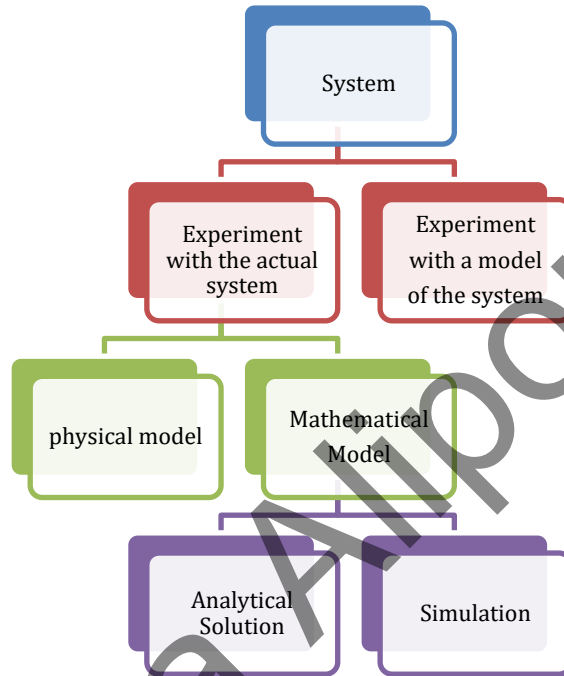 System
Experiment
with the actual
system
Experiment
with a model
of the system
physical model
Mathematical
Model
Analytical
Solution
Simulation